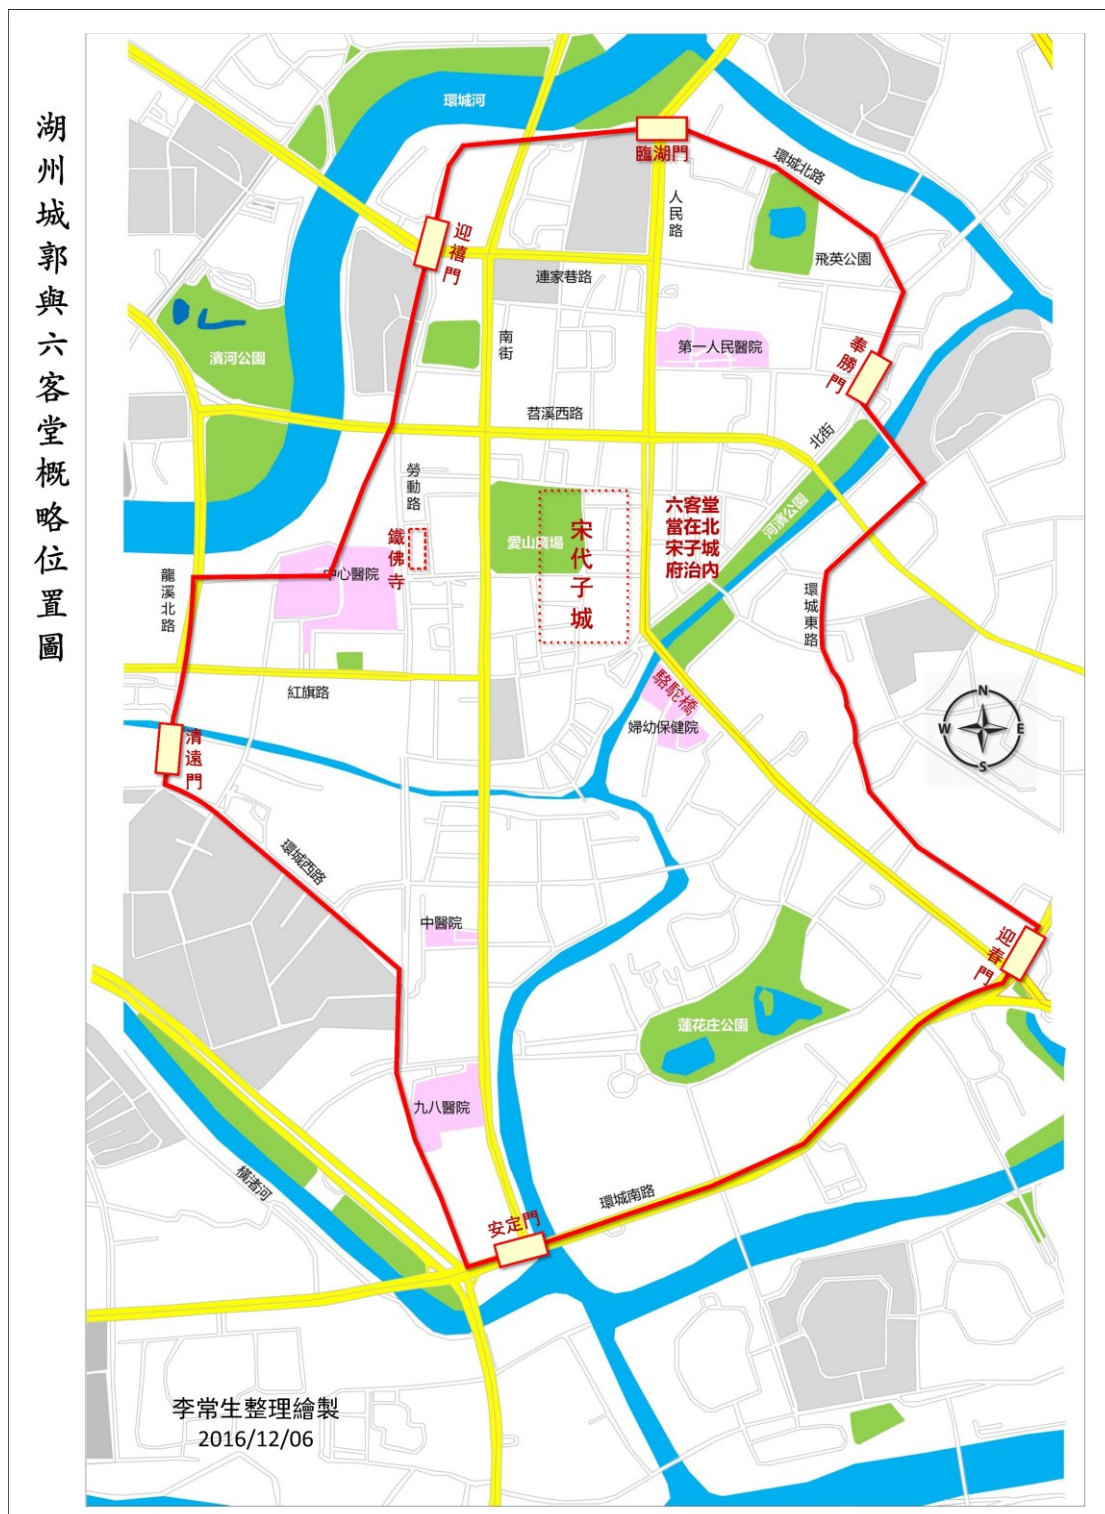 湖州城郭與六客堂概略位置圖
環城河
臨湖門
環城北路
人民路
迎禧門
飛英公園
連家巷路
濱河公園
南街
第一人民醫院
奉勝門
苕溪西路
北街
勞動路
六客堂
當在北
宋子城
府治內
河濱公園
愛山廣場
宋代子城
鐵佛寺
中心醫院
龍溪北路
環城東路
紅旗路
駱駝橋
婦幼保健院
N
W
E
S
清遠門
環城西路
中醫院
迎春門
蓮花庄公園
九八醫院
橫渚河
環城南路
安定門
李常生整理繪製
2016/12/06